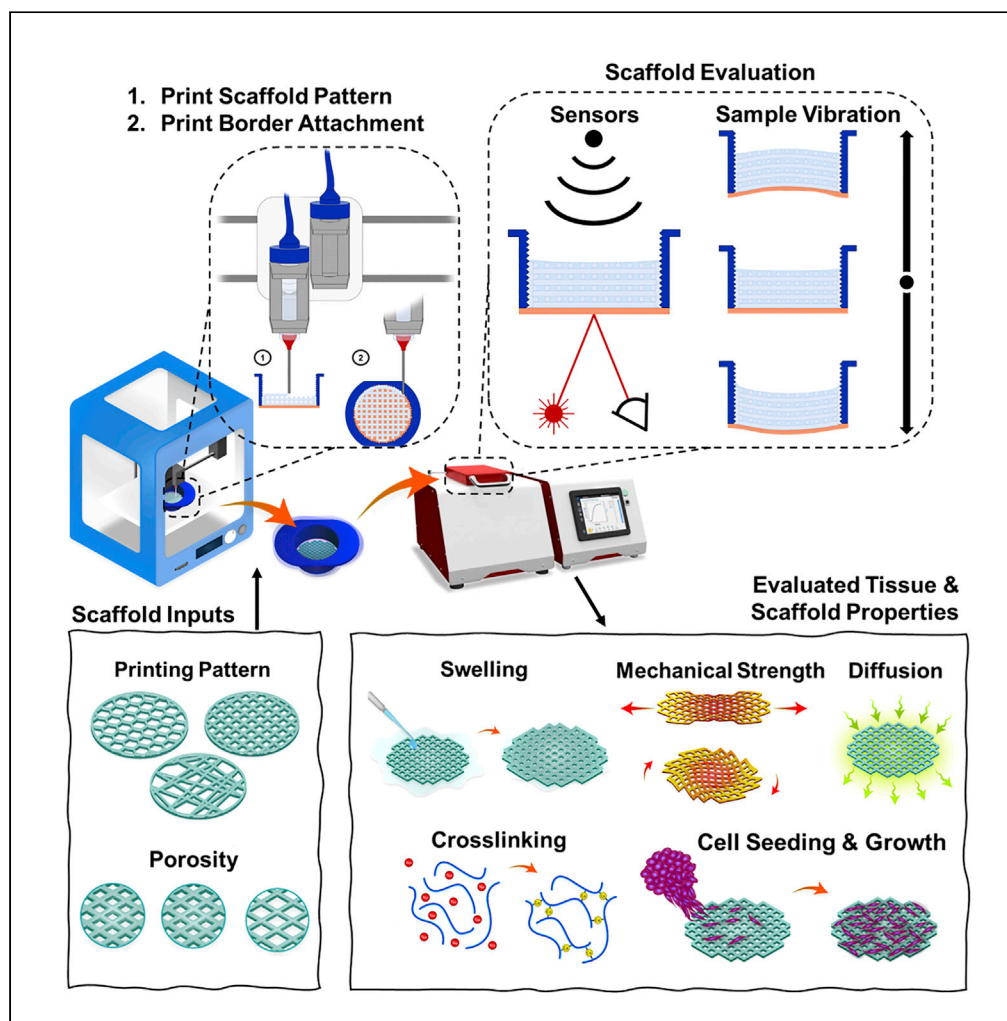 1. Print Scaffold Pattern
2. Print Border Attachment
Scaffold Evaluation
Sensors
Sample Vibration
1
2
Scaffold Inputs
Printing Pattern
Porosity
Evaluated Tissue &
Scaffold Properties
Swelling
Mechanical Strength
Diffusion
Crosslinking
Cell Seeding & Growth